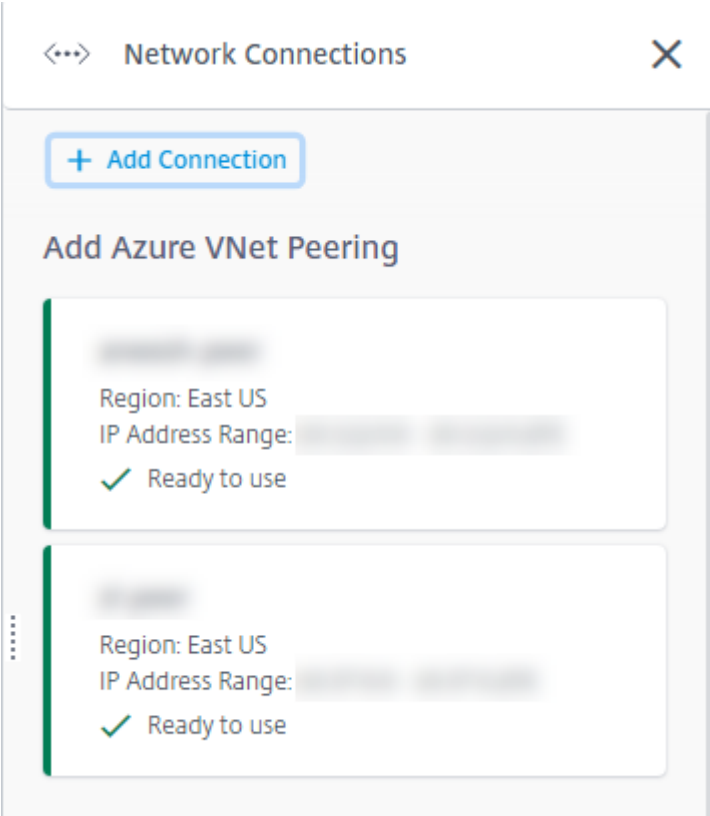 Network Connections
+ Add Connection
Add Azure VNet Peering
Region: East US
IP Address Range:
Ready to use
Region: East US
IP Address Range:
Ready to use